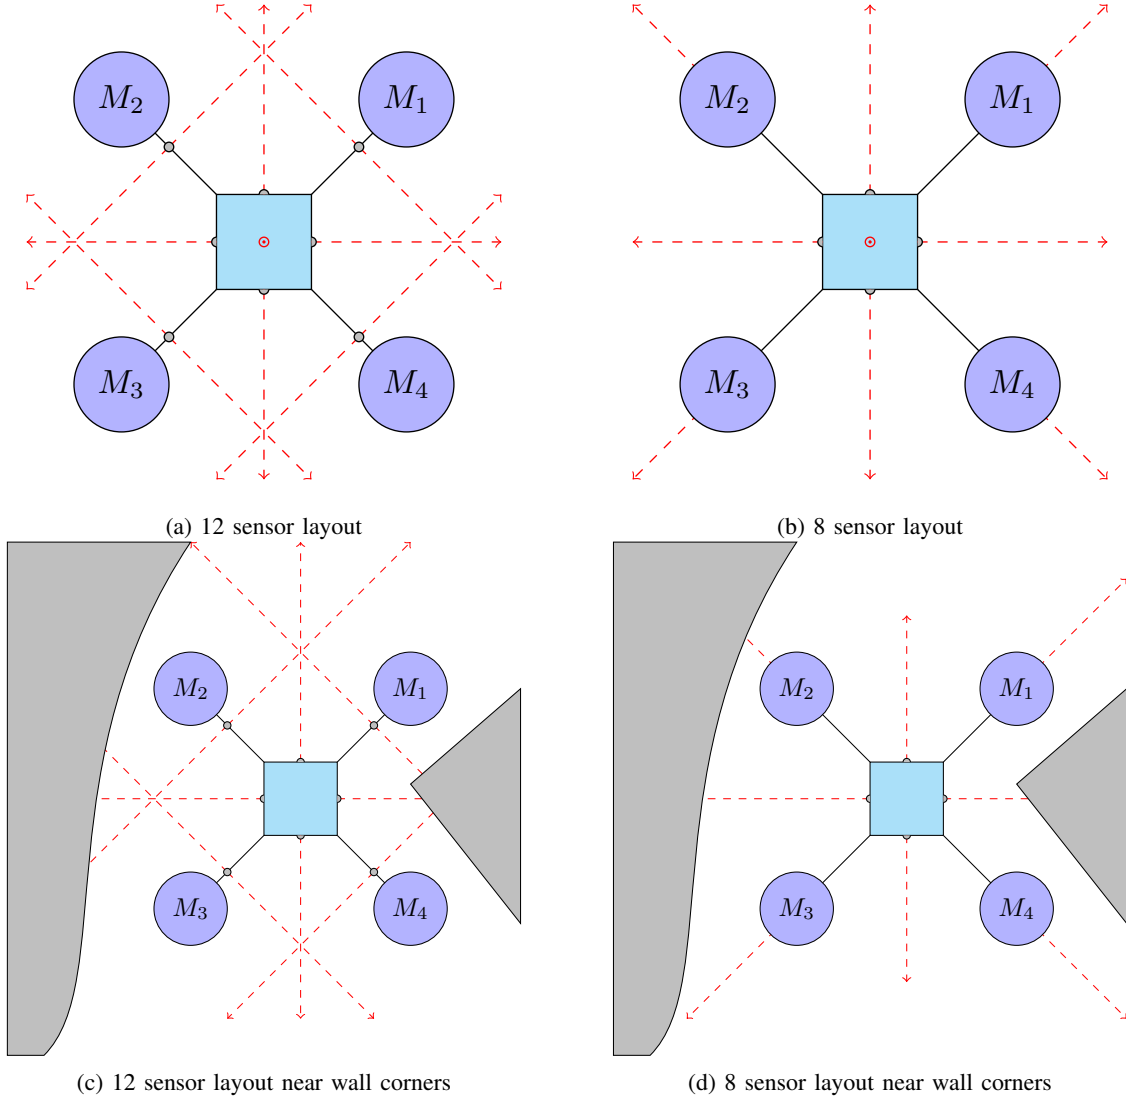 M₂ M₁ M₂ M₁
M₃ M₄ M₃ M₄
(a) 12 sensor layout
(b) 8 sensor layout
M₂ M₁ M₂ M₁
M₃ M₄ M₃ M₄
(c) 12 sensor layout near wall corners
(d) 8 sensor layout near wall corners